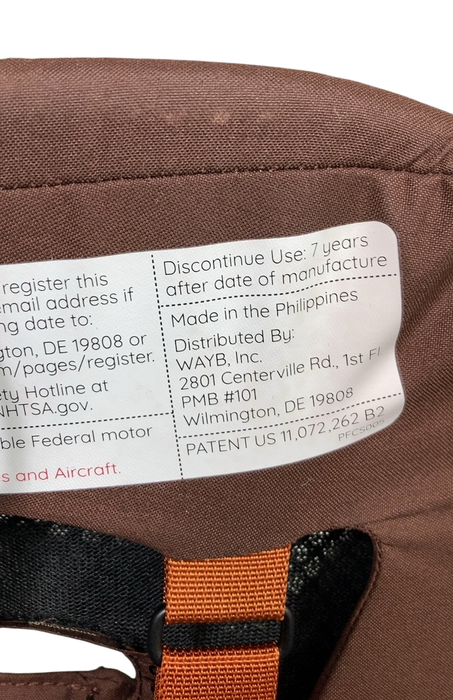 register this
email address if
ng date to:
gton, DE 19808 or
m/pages/register.
ety Hotline at
NHTSA.gov.
ble Federal motor
s and Aircraft.
Discontinue Use: 7 years
after date of manufacture
Made in the Philippines
Distributed By:
WAYB, Inc.
2801 Centerville Rd., 1st Fl
PMB #101
Wilmington, DE 19808
PATENT US 11,072,262 B2
PFCS005